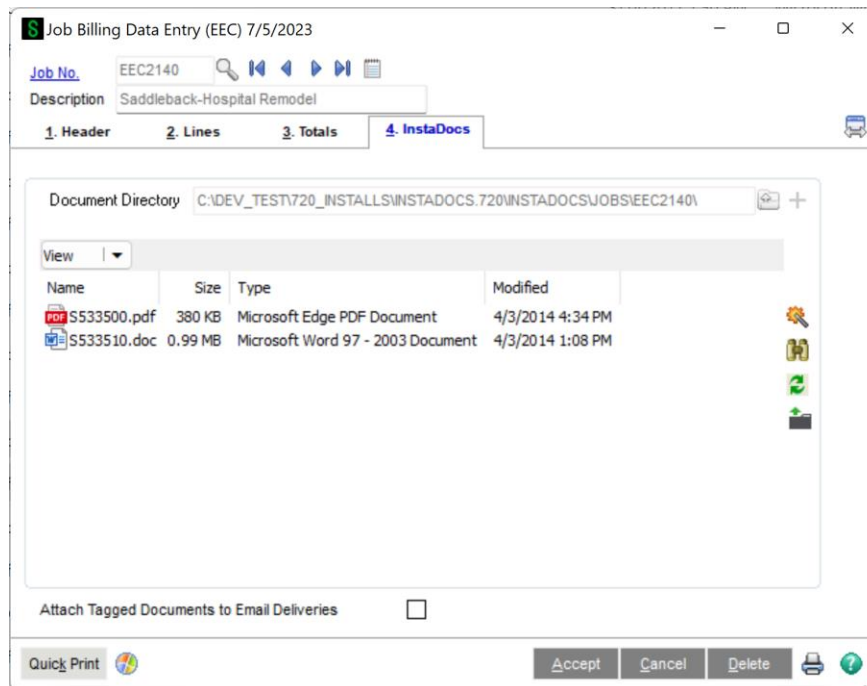 Job Billing Data Entry (EEC) 7/5/2023
Job No. EEC2140
Description Saddleback-Hospital Remodel
1. Header 2. Lines 3. Totals 4. InstaDocs
Document Directory C:\DEV_TEST\720_INSTALLS\INSTADOCS.720\INSTADOCS\JOBS\EEC2140\
View
Name Size Type Modified
PDF S533500.pdf 380 KB Microsoft Edge PDF Document 4/3/2014 4:34 PM
W S533510.doc 0.99 MB Microsoft Word 97 - 2003 Document 4/3/2014 1:08 PM
Attach Tagged Documents to Email Deliveries
Quick Print Accept Cancel Delete